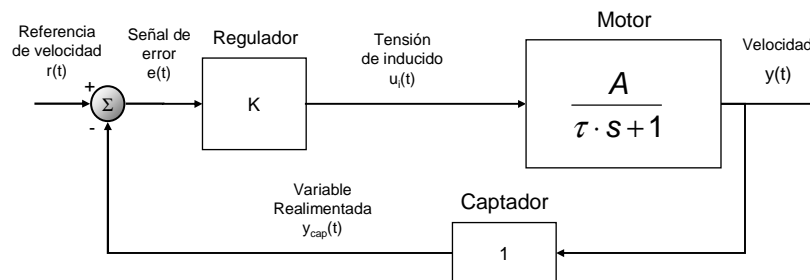 Referencia
de velocidad
r(t)
Señal de
error
e(t)
Regulador
Tensión
de inducido
u_i(t)
Motor
Velocidad
y(t)
+
Σ
-
K
A
τ · s + 1
Variable
Realimentada
y_cap(t)
Captador
1